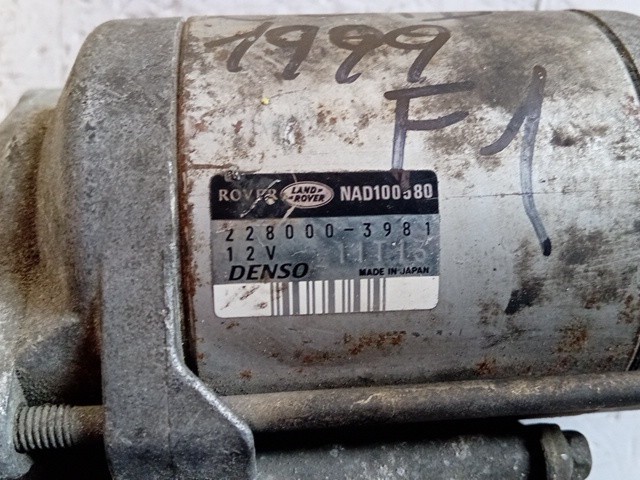 1999
F1
ROVER LAND-ROVER NAD100380
228000-3981
12V
DENSO MADE IN JAPAN